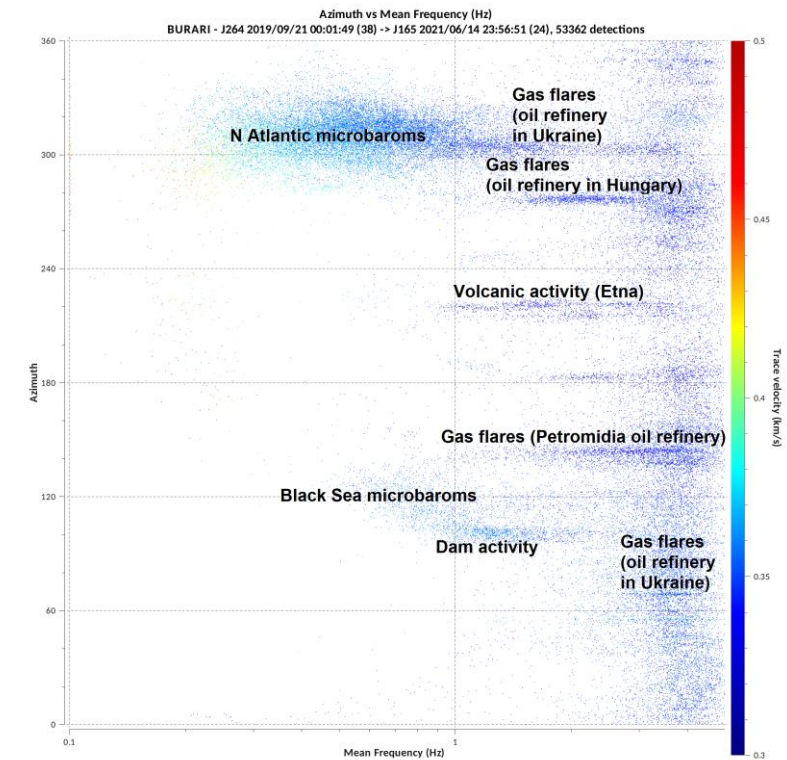 Azimuth vs Mean Frequency (Hz)
BURARI - J264 2019/09/21 00:01:49 (38) -> J165 2021/06/14 23:56:51 (24), 53362 detections
360
300
240
180
120
60
0
Azimuth
0.1
1
Mean Frequency (Hz)
N Atlantic microbaroms
Gas flares
(oil refinery
in Ukraine)
Gas flares
(oil refinery in Hungary)
Volcanic activity (Etna)
Gas flares (Petromidia oil refinery)
Black Sea microbaroms
Dam activity
Gas flares
(oil refinery
in Ukraine)
0.5
0.45
0.4
0.35
0.3
Trace velocity (km/s)